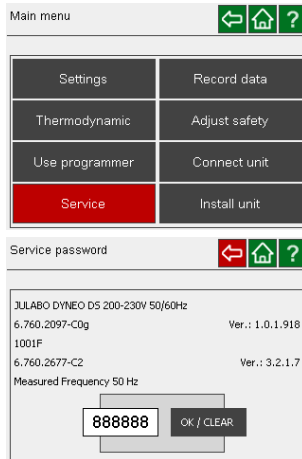 Main menu
?
Settings
Record data
Thermodynamic
Adjust safety
Use programmer
Connect unit
Service
Install unit
Service password
?
JULABO DYNEO DS 200-230V 50/60Hz
6.760.2097-C0g Ver.: 1.0.1.918
1001F
6.760.2677-C2 Ver.: 3.2.1.7
Measured Frequency 50 Hz
888888
OK / CLEAR